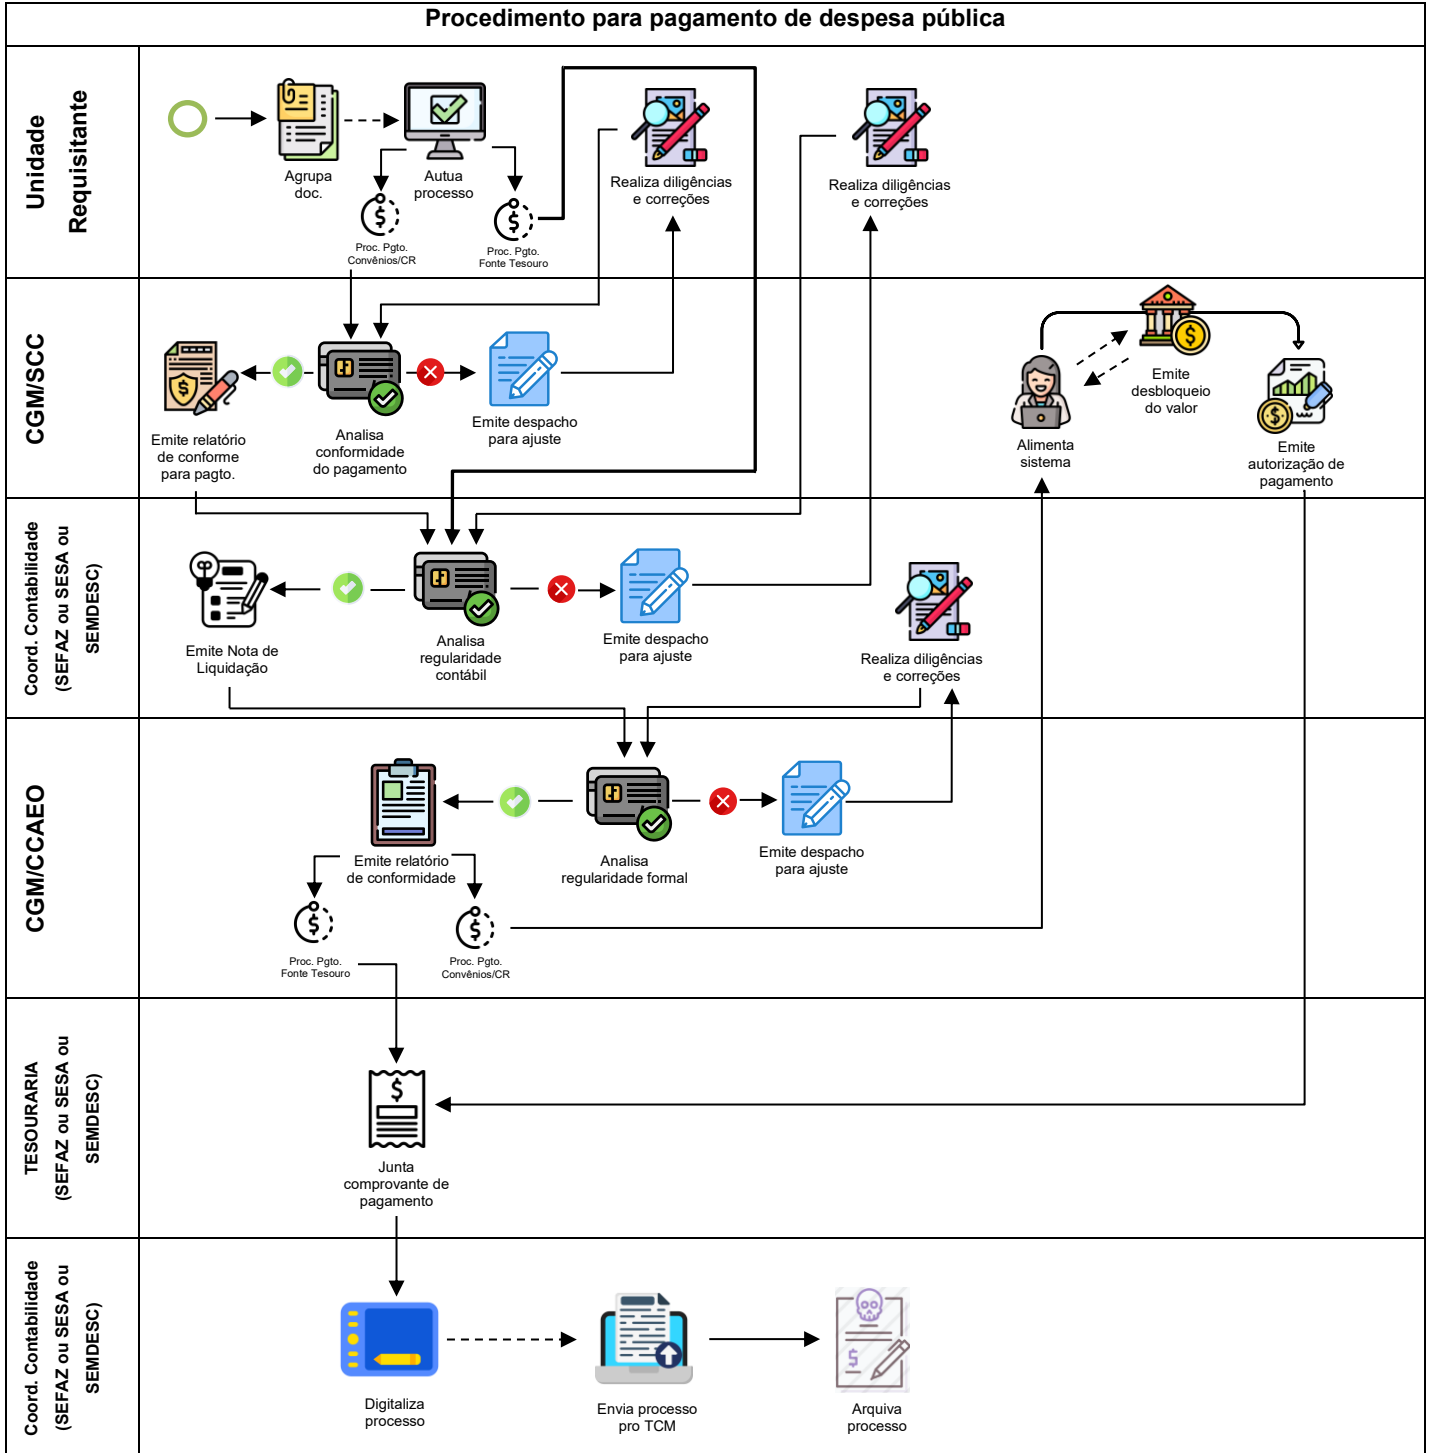 Procedimento para pagamento de despesa pública
Unidade
Requisitante
Agrupa
doc.
Autua
processo
Proc. Pgto.
Convênios/CR
Proc. Pgto.
Fonte Tesouro
Realiza diligências
e correções
Realiza diligências
e correções
CGM/SCC
Emite relatório
de conforme
para pagto.
Analisa
conformidade
do pagamento
Emite despacho
para ajuste
Alimenta
sistema
Emite
desbloqueio
do valor
Emite
autorização de
pagamento
Coord. Contabilidade
(SEFAZ ou SESA ou
SEMDESC)
Emite Nota de
Liquidação
Analisa
regularidade
contábil
Emite despacho
para ajuste
Realiza diligências
e correções
CGM/CCAEO
Emite relatório
de conformidade
Analisa
regularidade formal
Emite despacho
para ajuste
Proc. Pgto.
Fonte Tesouro
Proc. Pgto.
Convênios/CR
TESOURARIA
(SEFAZ ou SESA ou
SEMDESC)
Junta
comprovante de
pagamento
Coord. Contabilidade
(SEFAZ ou SESA ou
SEMDESC)
Digitaliza
processo
Envia processo
pro TCM
Arquiva
processo